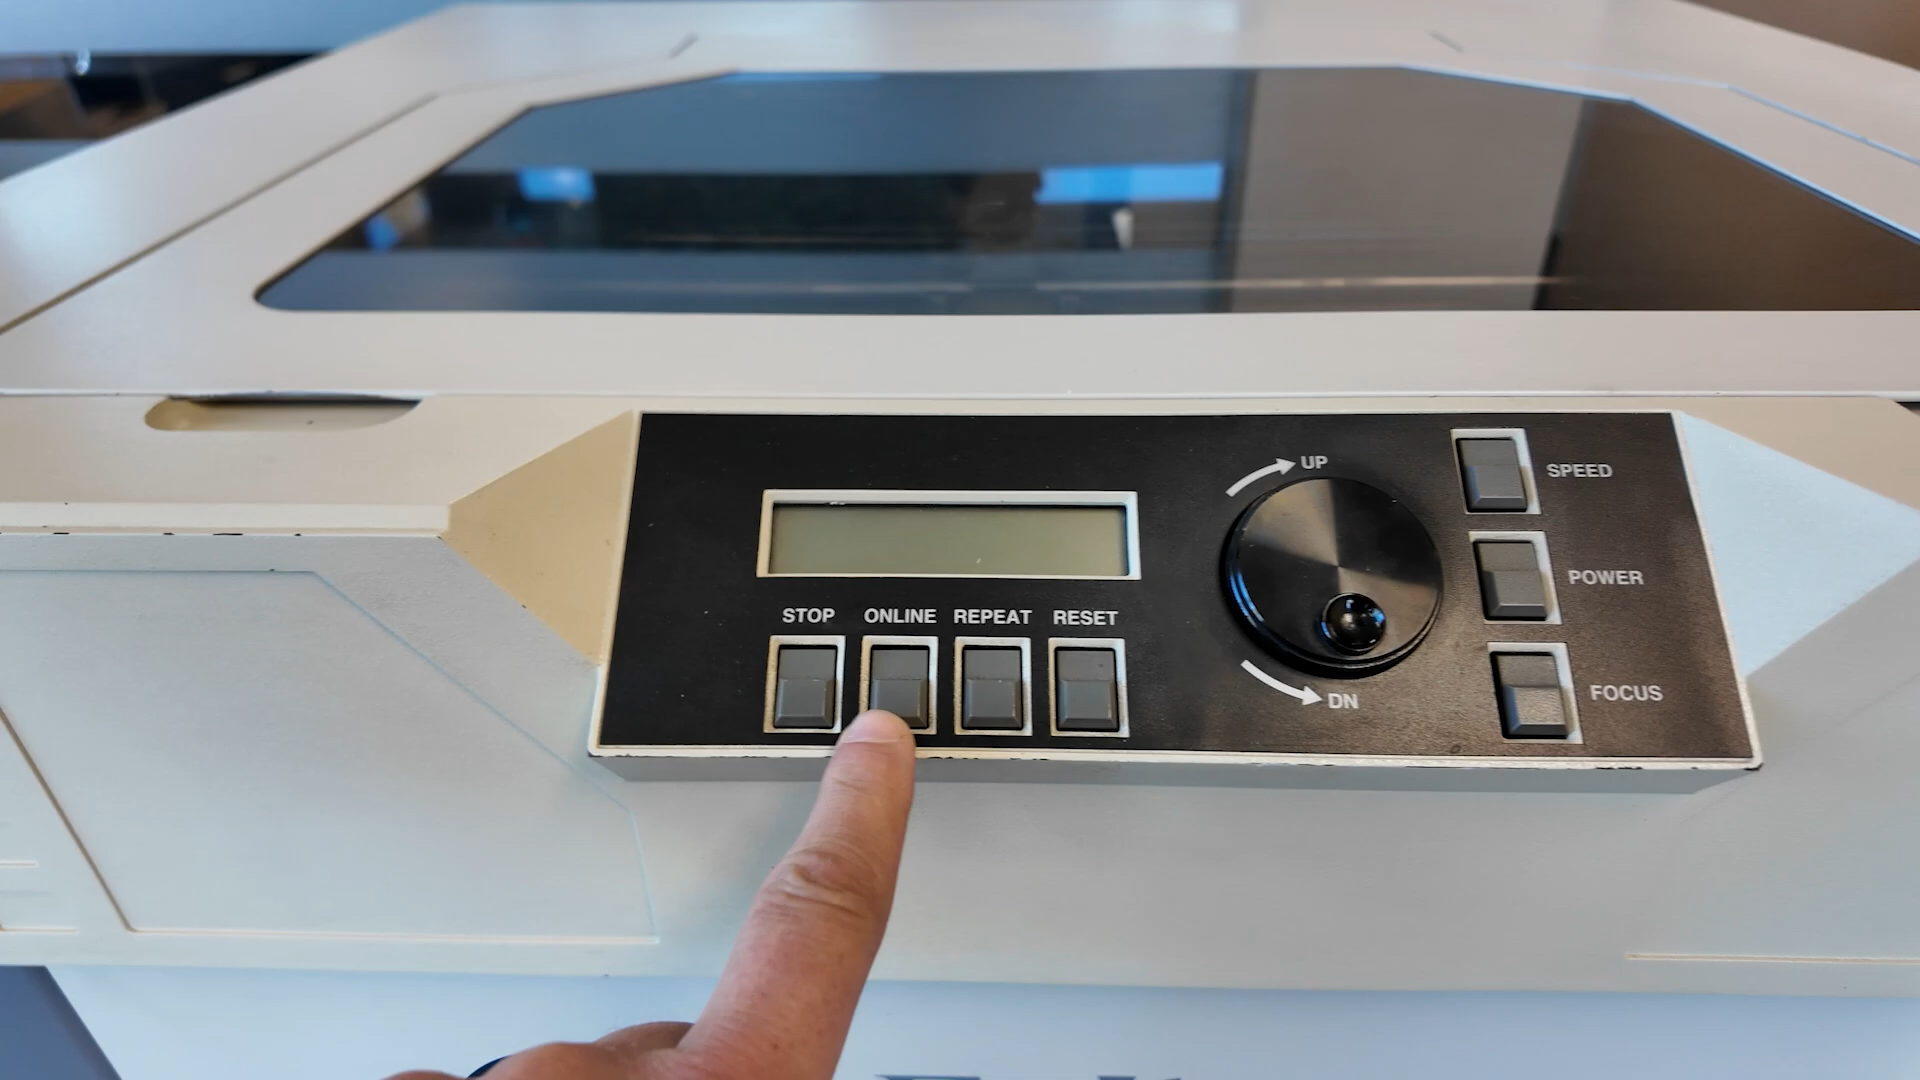 UP
SPEED
POWER
STOP ONLINE REPEAT RESET
DN
FOCUS